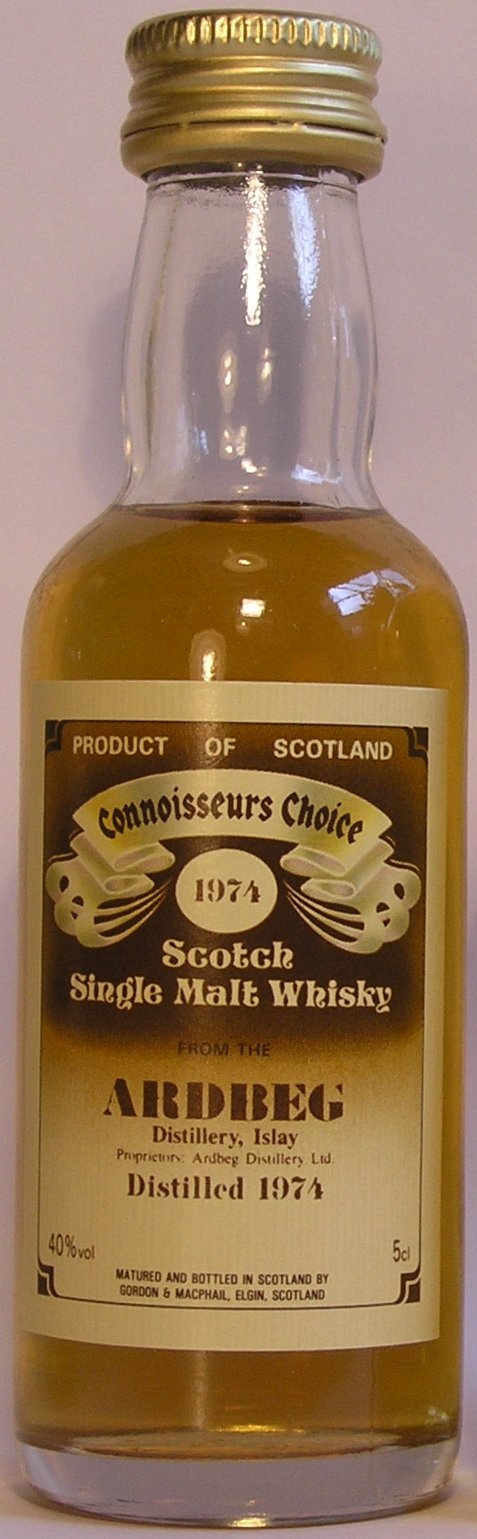 PRODUCT OF SCOTLAND
Connoisseurs Choice
1974
Scotch
Single Malt Whisky
FROM THE
ARDBEG
Distillery, Islay
Proprietors: Ardbeg Distillery Ltd.
Distilled 1974
40%vol 5cl
MATURED AND BOTTLED IN SCOTLAND BY
GORDON & MACPHAIL, ELGIN, SCOTLAND